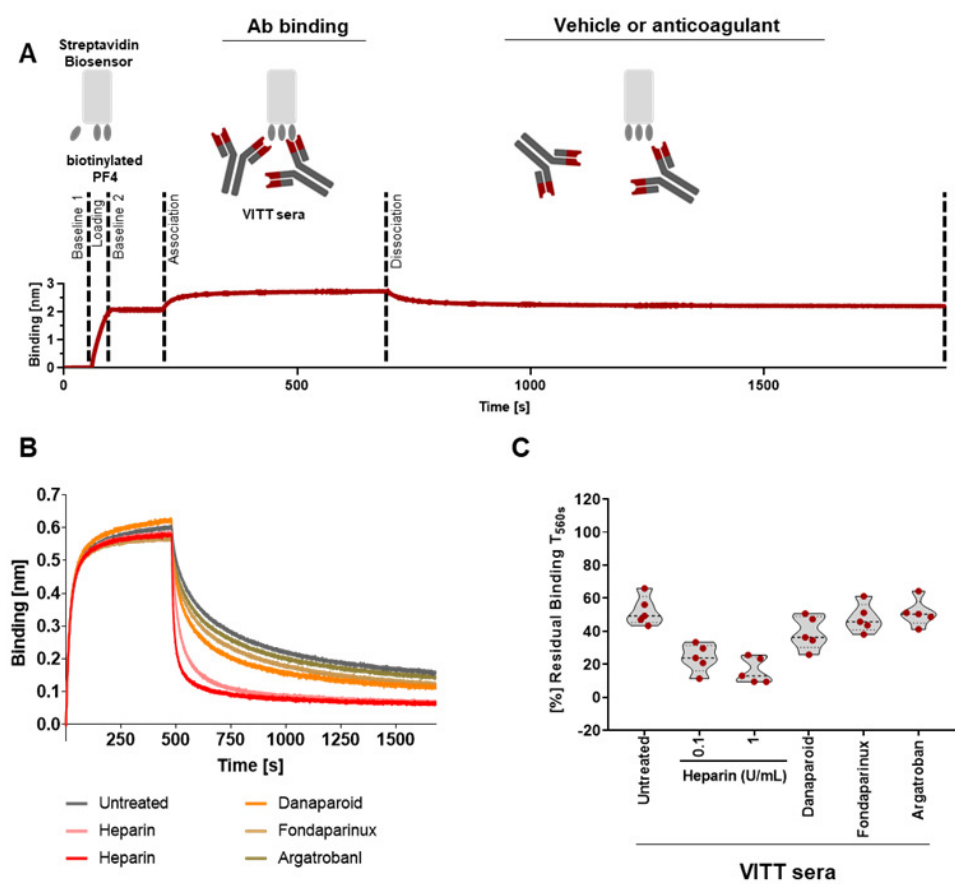 A
Streptavidin
Biosensor
Ab binding
Vehicle or anticoagulant
biotinylated
PF4
VITT sera
Baseline 1
Loading
Baseline 2
Association
Dissociation
Binding [nm]
3
2
1
0
0 500 1000 1500
Time [s]
B
Binding [nm]
0.7
0.6
0.5
0.4
0.3
0.2
0.1
0.0
250 500 750 1000 1250 1500
Time [s]
Untreated
Heparin
Heparin
Danaparoid
Fondaparinux
Argatrobanl
C
[%] Residual Binding T560s
120
100
80
60
40
20
0
-20
Untreated
0.1
1
Heparin (U/mL)
Danaparoid
Fondaparinux
Argatroban
VITT sera